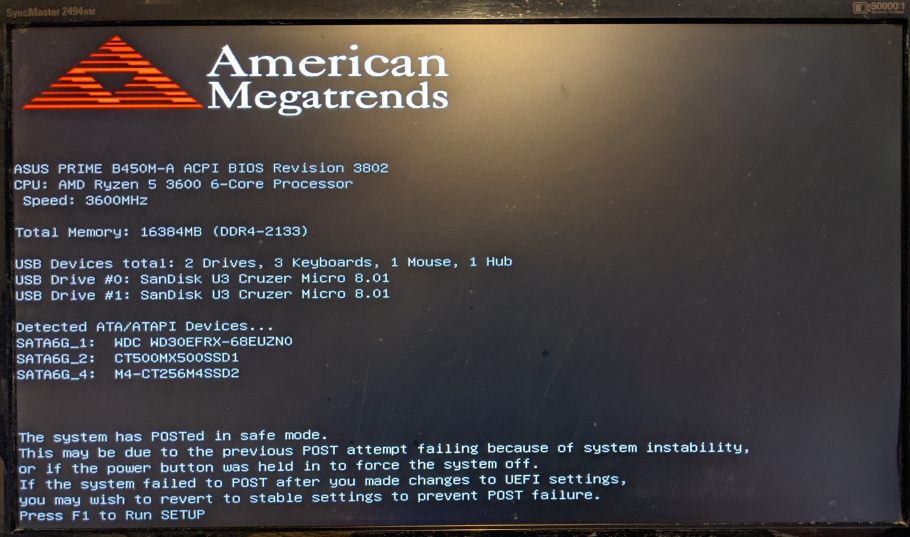 SyncMaster 2494HM
50000:1
American
Megatrends
ASUS PRIME B450M-A ACPI BIOS Revision 3802
CPU: AMD Ryzen 5 3600 6-Core Processor
Speed: 3600MHz
Total Memory: 16384MB (DDR4-2133)
USB Devices total: 2 Drives, 3 Keyboards, 1 Mouse, 1 Hub
USB Drive #0: SanDisk U3 Cruzer Micro 8.01
USB Drive #1: SanDisk U3 Cruzer Micro 8.01
Detected ATA/ATAPI Devices...
SATA6G_1: WDC WD30EFRX-68EUZN0
SATA6G_2: CT500MX500SSD1
SATA6G_4: M4-CT256M4SSD2
The system has POSTed in safe mode.
This may be due to the previous POST attempt failing because of system instability,
or if the power button was held in to force the system off.
If the system failed to POST after you made changes to UEFI settings,
you may wish to revert to stable settings to prevent POST failure.
Press F1 to Run SETUP